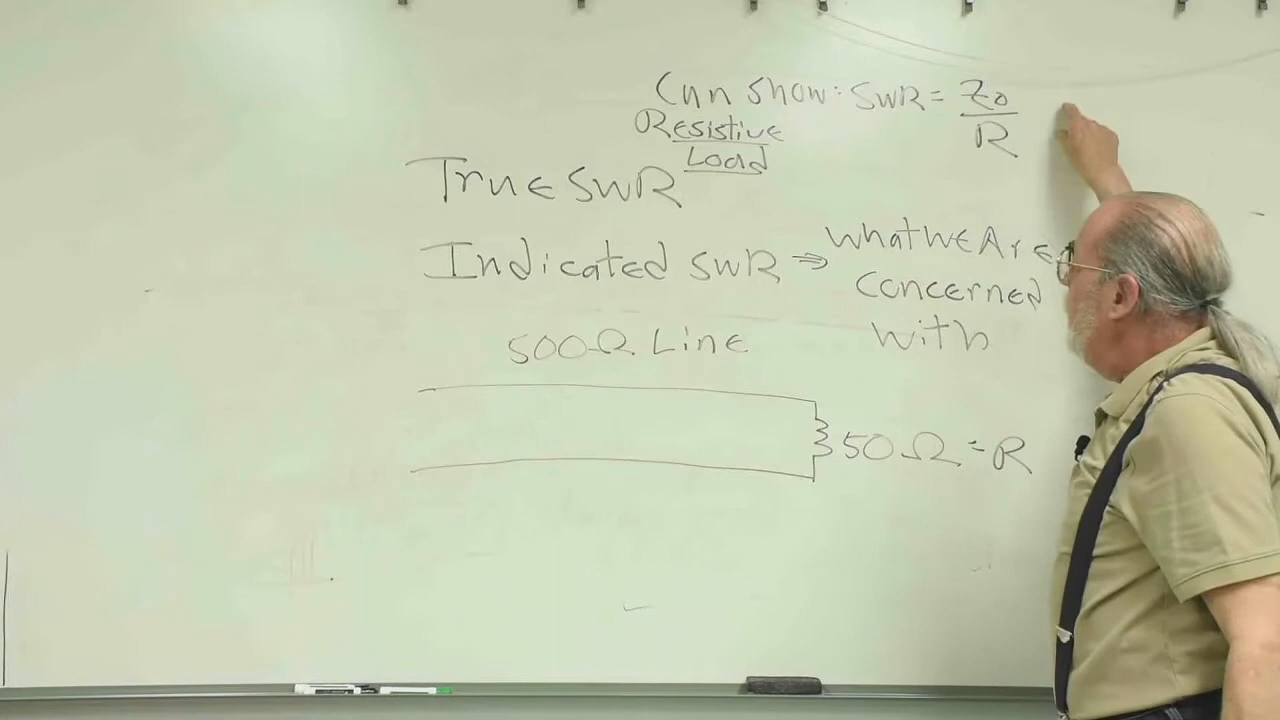 Can show: SWR = Zo/R
Resistive
Load
True SWR
Indicated SWR ⇒ what we Are
concerned
with
500Ω Line
50Ω = R